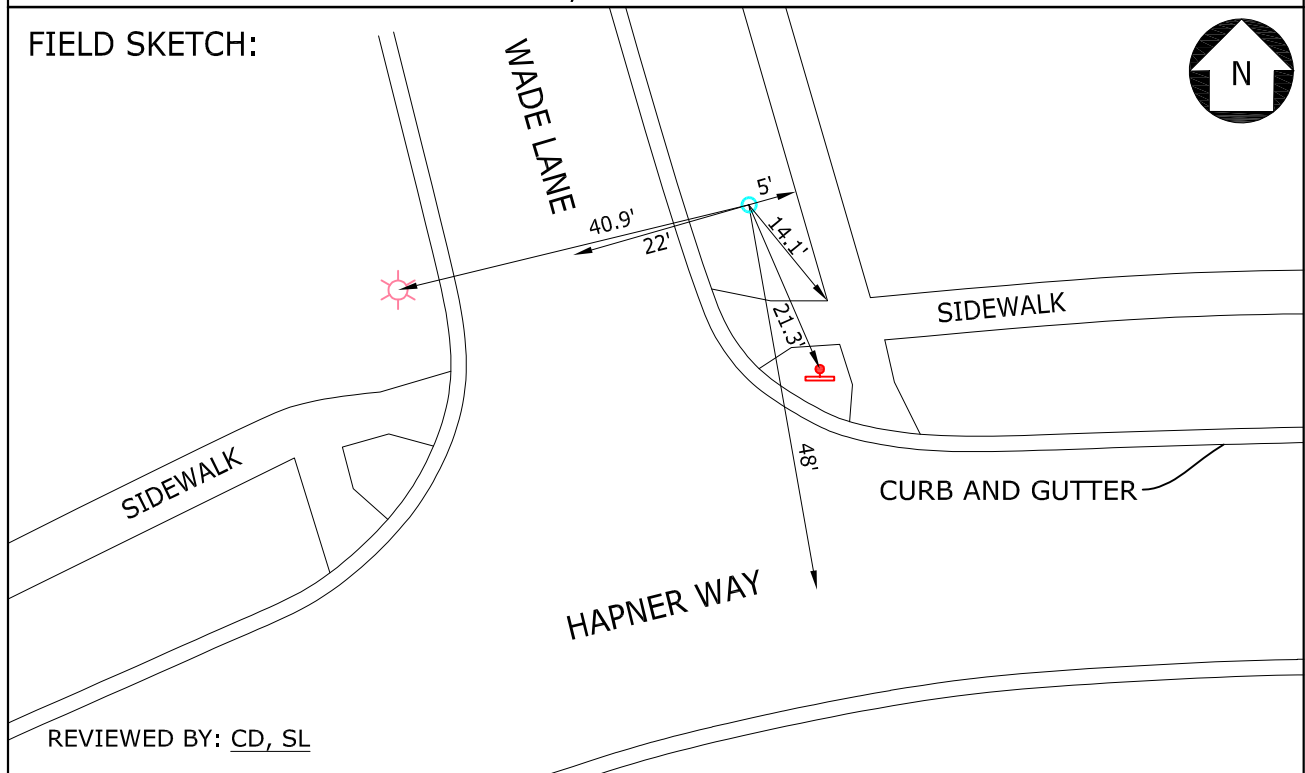 FIELD SKETCH:
N
WADE LANE
5'
40.9'
22'
14.1'
21.3'
SIDEWALK
48'
SIDEWALK
CURB AND GUTTER
HAPNER WAY
REVIEWED BY: CD, SL